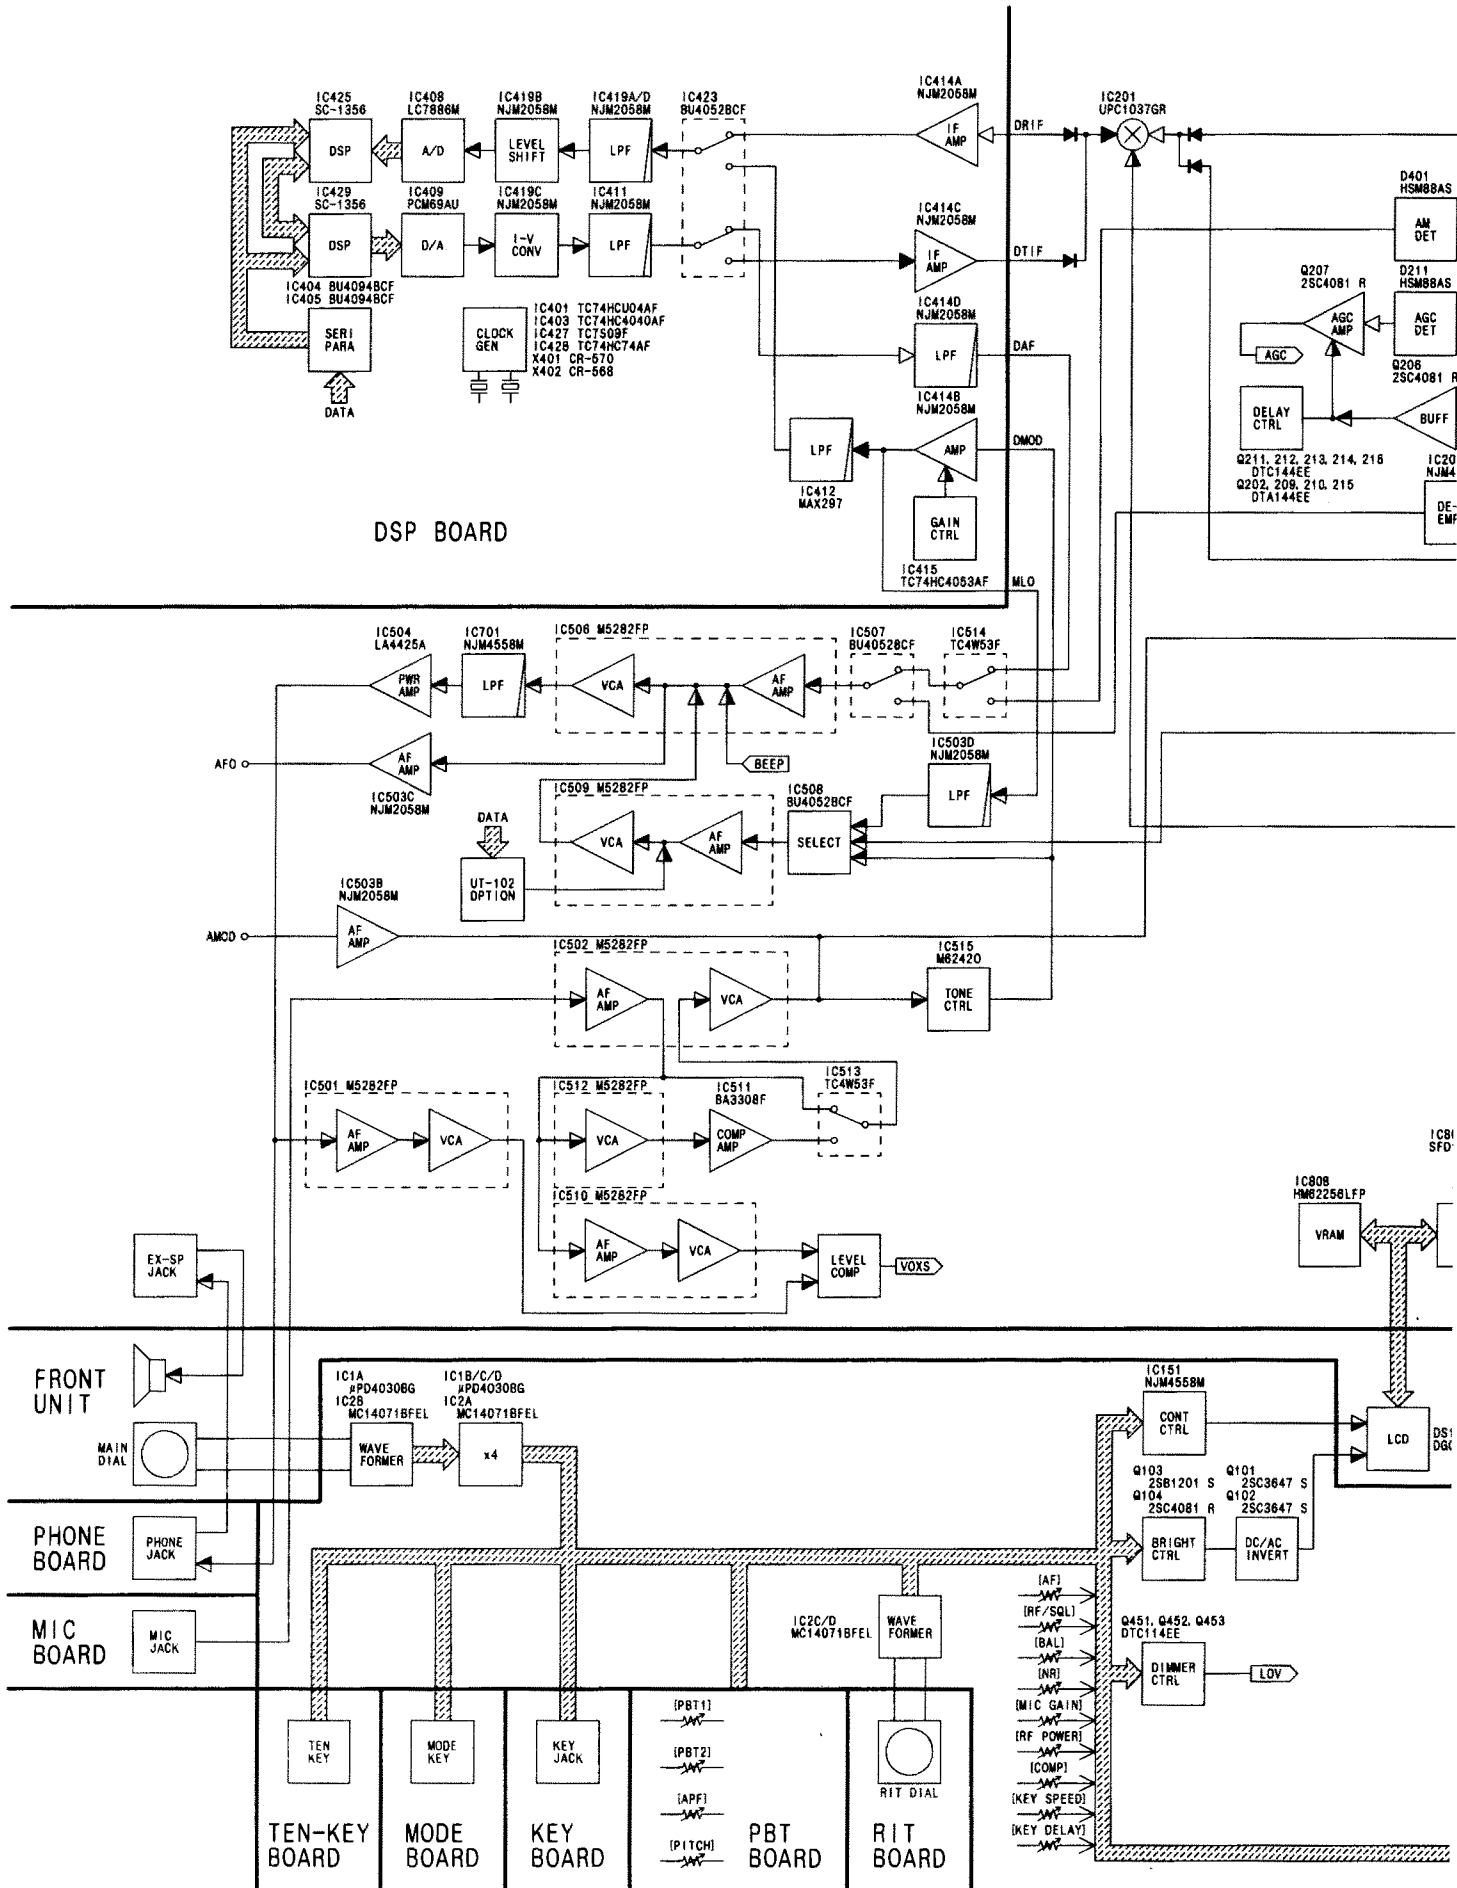 IC425
SC-1356
DSP
IC408
LC7886M
A/D
IC419B
NJM2058M
LEVEL
SHIFT
IC419A/D
NJM2058M
LPF
IC423
BU4052BCF
IC414A
NJM2058M
IF
AMP
DRIF
IC201
UPC1037GR
IC429
SC-1356
DSP
IC409
PCM69AU
D/A
IC419C
NJM2058M
I-V
CONV
IC411
NJM2058M
LPF
IC414C
NJM2058M
IF
AMP
DTIF
D401
HSM88AS
AM
DET
D211
HSM88AS
AGC
DET
Q207
2SC4081 R
AGC
AMP
AGC
Q206
2SC4081 R
BUFF
DELAY
CTRL
Q211, 212, 213, 214, 216
DTC144EE
Q202, 209, 210, 215
DTA144EE
IC20
NJM4
DE-
EMP
IC404 BU4094BCF
IC405 BU4094BCF
SERI
PARA
DATA
CLOCK
GEN
IC401 TC74HCU04AF
IC403 TC74HC4040AF
IC427 TC7S09F
IC428 TC74HC74AF
X401 CR-570
X402 CR-568
IC414D
NJM2058M
LPF
DAF
IC414B
NJM2058M
AMP
DMOD
LPF
IC412
MAX297
GAIN
CTRL
IC415
TC74HC4053AF
MLO
DSP BOARD
IC504
LA4425A
PWR
AMP
IC701
NJM4558M
LPF
IC506 M5282FP
VCA
AF
AMP
IC507
BU4052BCF
IC514
TC4W53F
AFO
AF
AMP
IC503C
NJM2058M
BEEP
IC503D
NJM2058M
LPF
IC509 M5282FP
VCA
AF
AMP
IC508
BU4052BCF
SELECT
DATA
UT-102
OPTION
IC503B
NJM2058M
AMOD
AF
AMP
IC502 M5282FP
AF
AMP
VCA
IC515
M62420
TONE
CTRL
IC501 M5282FP
AF
AMP
VCA
IC512 M5282FP
VCA
IC511
BA3308F
COMP
AMP
IC513
TC4W53F
IC510 M5282FP
AF
AMP
VCA
LEVEL
COMP
VOXS
IC808
HM62256LFP
VRAM
SFD
EX-SP
JACK
FRONT
UNIT
MAIN
DIAL
IC1A
μPD4030BG
IC2B
MC14071BFEL
WAVE
FORMER
IC1B/C/D
μPD4030BG
IC2A
MC14071BFEL
x4
IC151
NJM4558M
CONT
CTRL
LCD
Q103
2SB1201 S
Q104
2SC4081 R
BRIGHT
CTRL
Q101
2SC3647 S
Q102
2SC3647 S
DC/AC
INVERT
PHONE
BOARD
PHONE
JACK
MIC
BOARD
MIC
JACK
IC2C/D
MC14071BFEL
WAVE
FORMER
[AF]
[RF/SQL]
[BAL]
[NR]
[MIC GAIN]
[RF POWER]
[COMP]
[KEY SPEED]
[KEY DELAY]
Q451, Q452, Q453
DTC114EE
DIMMER
CTRL
LOV
TEN
KEY
TEN-KEY
BOARD
MODE
KEY
MODE
BOARD
KEY
JACK
KEY
BOARD
[PBT1]
[PBT2]
[APF]
[PITCH]
PBT
BOARD
RIT DIAL
RIT
BOARD